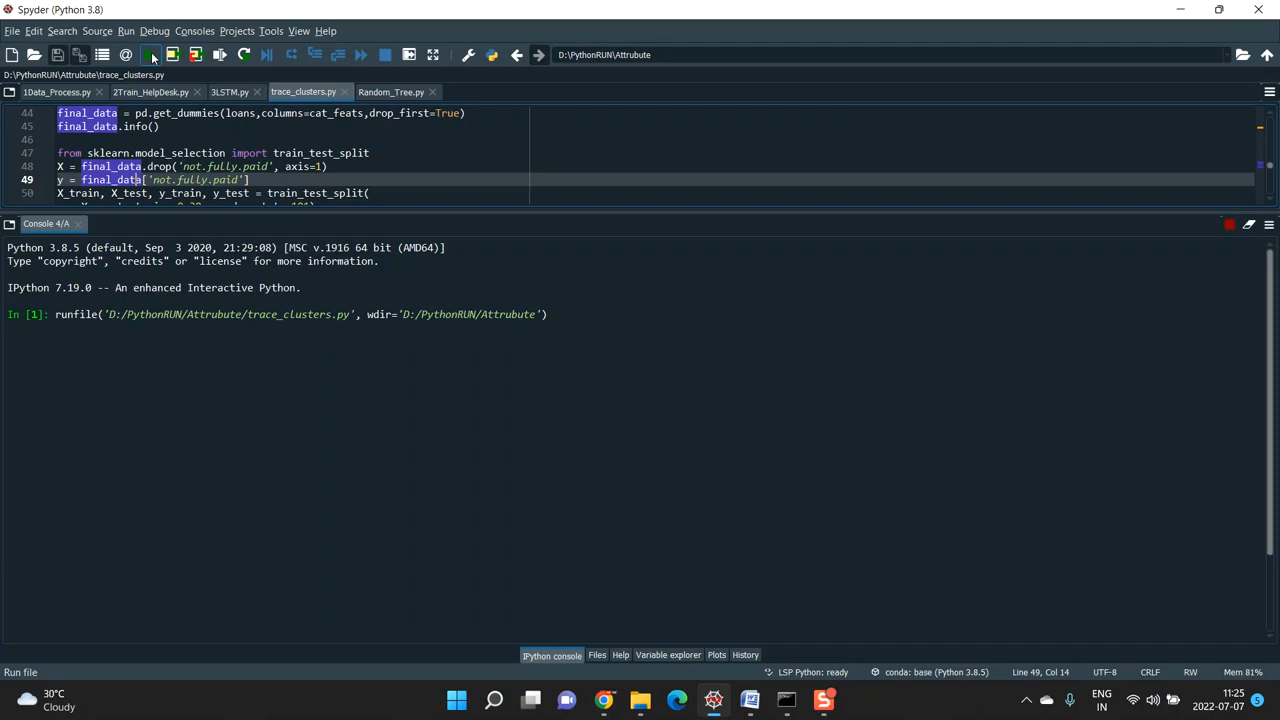 Spyder (Python 3.8)
File Edit Search Source Run Debug Consoles Projects Tools View Help
D:\PythonRUN\Attrubute
D:\PythonRUN\Attrubute\trace_clusters.py
1Data_Process.py 2Train_HelpDesk.py 3LSTM.py trace_clusters.py Random_Tree.py
44 final_data = pd.get_dummies(loans,columns=cat_feats,drop_first=True)
45 final_data.info()
46
47 from sklearn.model_selection import train_test_split
48 X = final_data.drop('not.fully.paid', axis=1)
49 y = final_data['not.fully.paid']
50 X_train, X_test, y_train, y_test = train_test_split(
Console 4/A
Python 3.8.5 (default, Sep  3 2020, 21:29:08) [MSC v.1916 64 bit (AMD64)]
Type "copyright", "credits" or "license" for more information.
IPython 7.19.0 -- An enhanced Interactive Python.
In [1]: runfile('D:/PythonRUN/Attrubute/trace_clusters.py', wdir='D:/PythonRUN/Attrubute')
IPython console Files Help Variable explorer Plots History
Run file LSP Python: ready conda: base (Python 3.8.5) Line 49, Col 14 UTF-8 CRLF RW Mem 81%
30°C
Cloudy
ENG
IN
11:25
2022-07-07
5